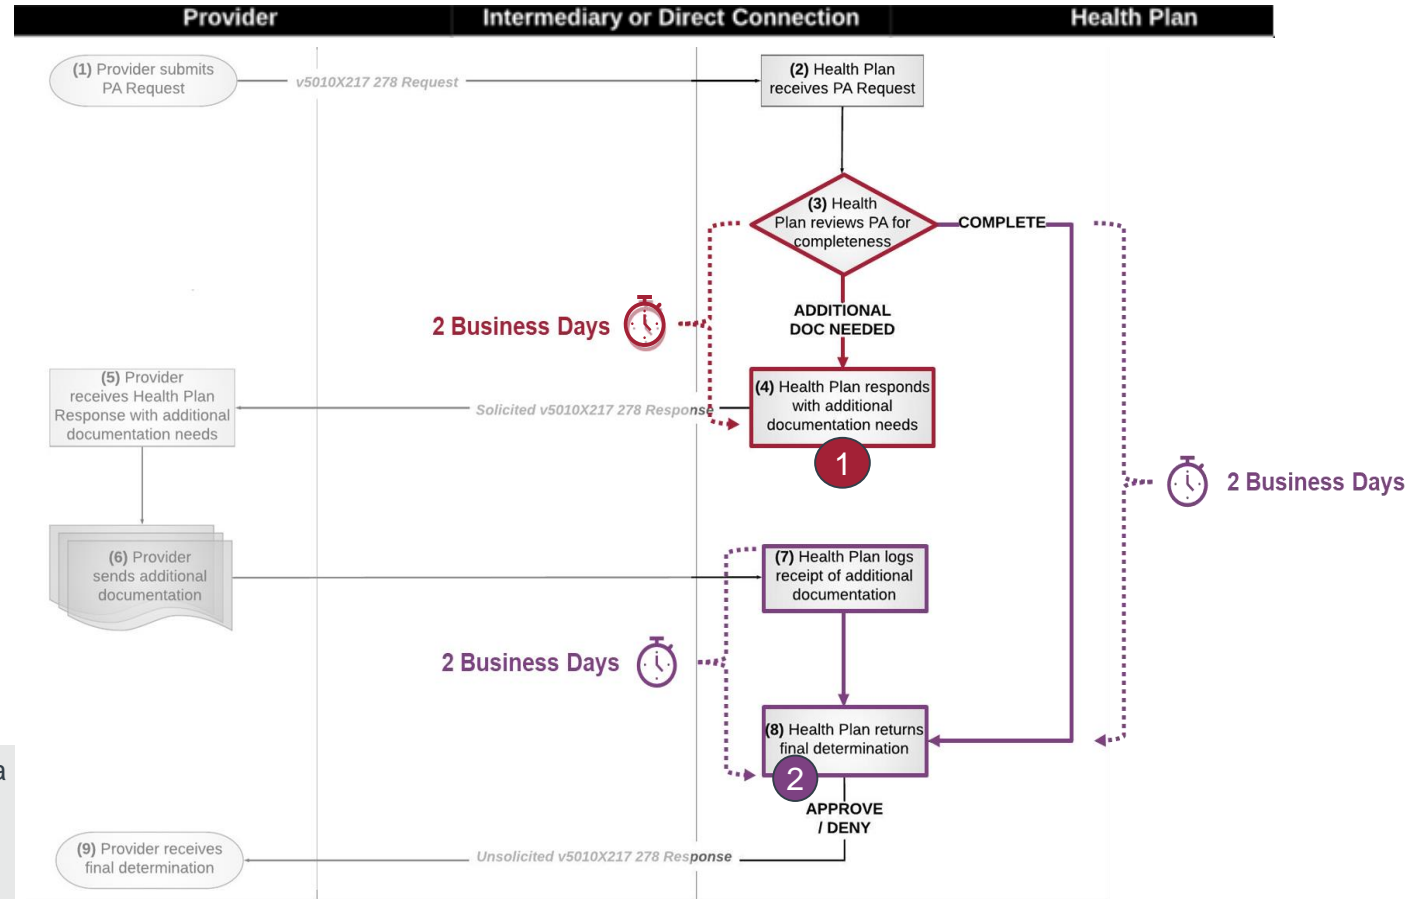 Provider
Intermediary or Direct Connection
Health Plan
(1) Provider submits
PA Request
v5010X217 278 Request
(2) Health Plan
receives PA Request
(3) Health
Plan reviews PA for
completeness
COMPLETE
ADDITIONAL
DOC NEEDED
2 Business Days
(4) Health Plan responds
with additional
documentation needs
1
Solicited v5010X217 278 Response
(5) Provider
receives Health Plan
Response with additional
documentation needs
2 Business Days
(6) Provider
sends additional
documentation
(7) Health Plan logs
receipt of additional
documentation
2 Business Days
(8) Health Plan returns
final determination
2
a
APPROVE
/ DENY
Unsolicited v5010X217 278 Response
(9) Provider receives
final determination